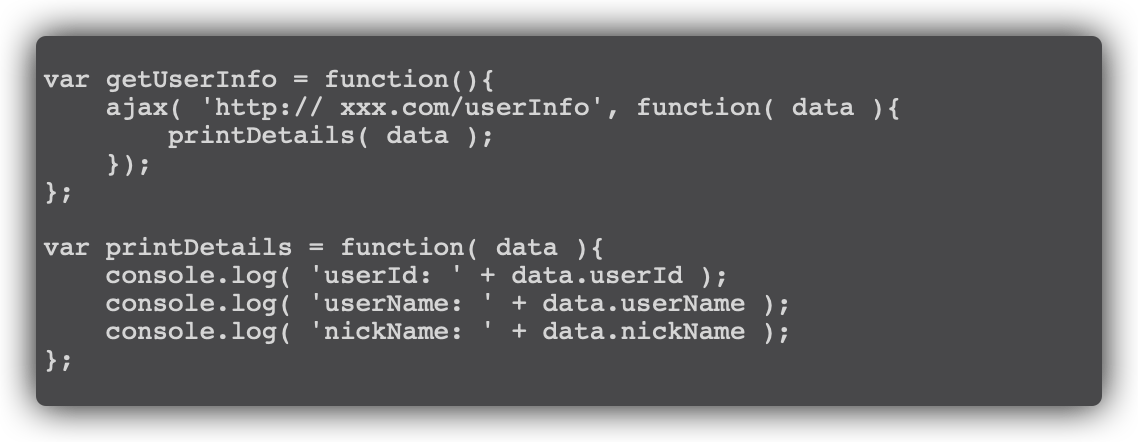 var getUserInfo = function(){
    ajax( 'http:// xxx.com/userInfo', function( data ){
        printDetails( data );
    });
};

var printDetails = function( data ){
    console.log( 'userId: ' + data.userId );
    console.log( 'userName: ' + data.userName );
    console.log( 'nickName: ' + data.nickName );
};